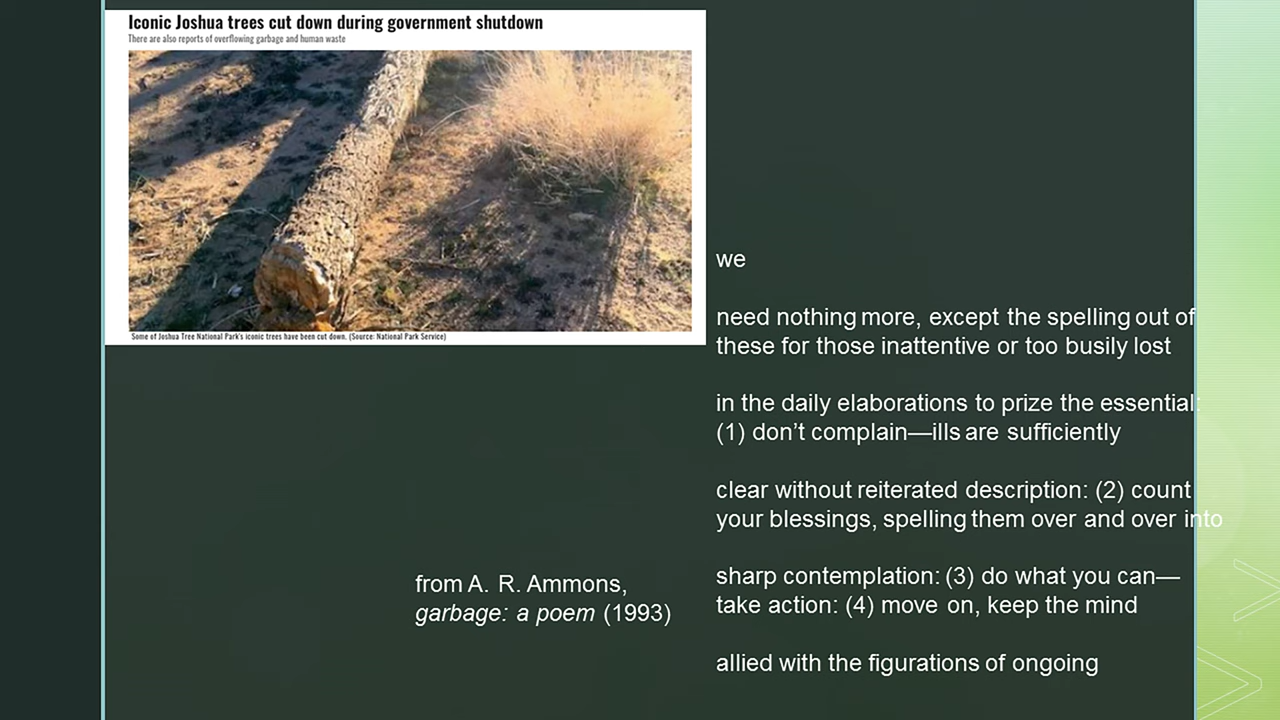 Iconic Joshua trees cut down during government shutdown
There are also reports of overflowing garbage and human waste
Some of Joshua Tree National Park's iconic trees have been cut down. (Source: National Park Service)
we
need nothing more, except the spelling out of
these for those inattentive or too busily lost
in the daily elaborations to prize the essential:
(1) don’t complain—ills are sufficiently
clear without reiterated description: (2) count
your blessings, spelling them over and over into
sharp contemplation: (3) do what you can—
take action: (4) move on, keep the mind
allied with the figurations of ongoing
from A. R. Ammons,
garbage: a poem (1993)